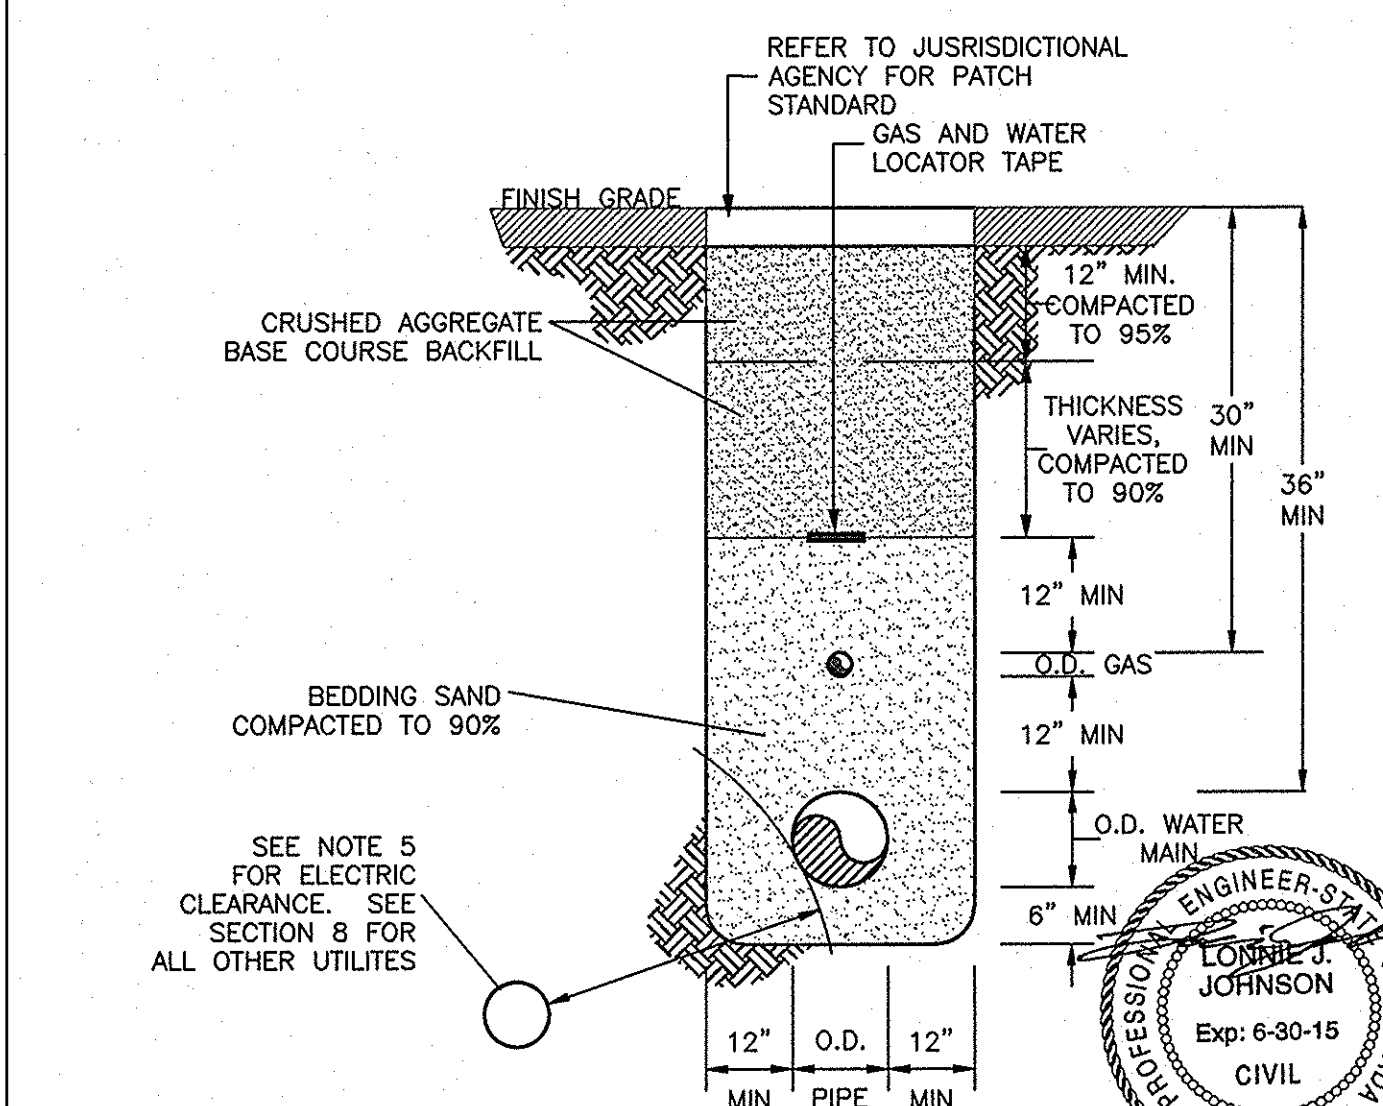 REFER TO JUSRISDICTIONAL
AGENCY FOR PATCH
STANDARD
GAS AND WATER
LOCATOR TAPE
FINISH GRADE
CRUSHED AGGREGATE
BASE COURSE BACKFILL
12" MIN.
COMPACTED
TO 95%
THICKNESS
VARIES,
COMPACTED
TO 90%
30"
MIN
36"
MIN
12" MIN
O.D. GAS
BEDDING SAND
COMPACTED TO 90%
12" MIN
O.D. WATER
MAIN
6" MIN
SEE NOTE 5
FOR ELECTRIC
CLEARANCE. SEE
SECTION 8 FOR
ALL OTHER UTILITES
12"
MIN
O.D.
PIPE
12"
MIN
PROFESSIONAL ENGINEER-STATE
LONNIE J.
JOHNSON
Exp: 6-30-15
CIVIL